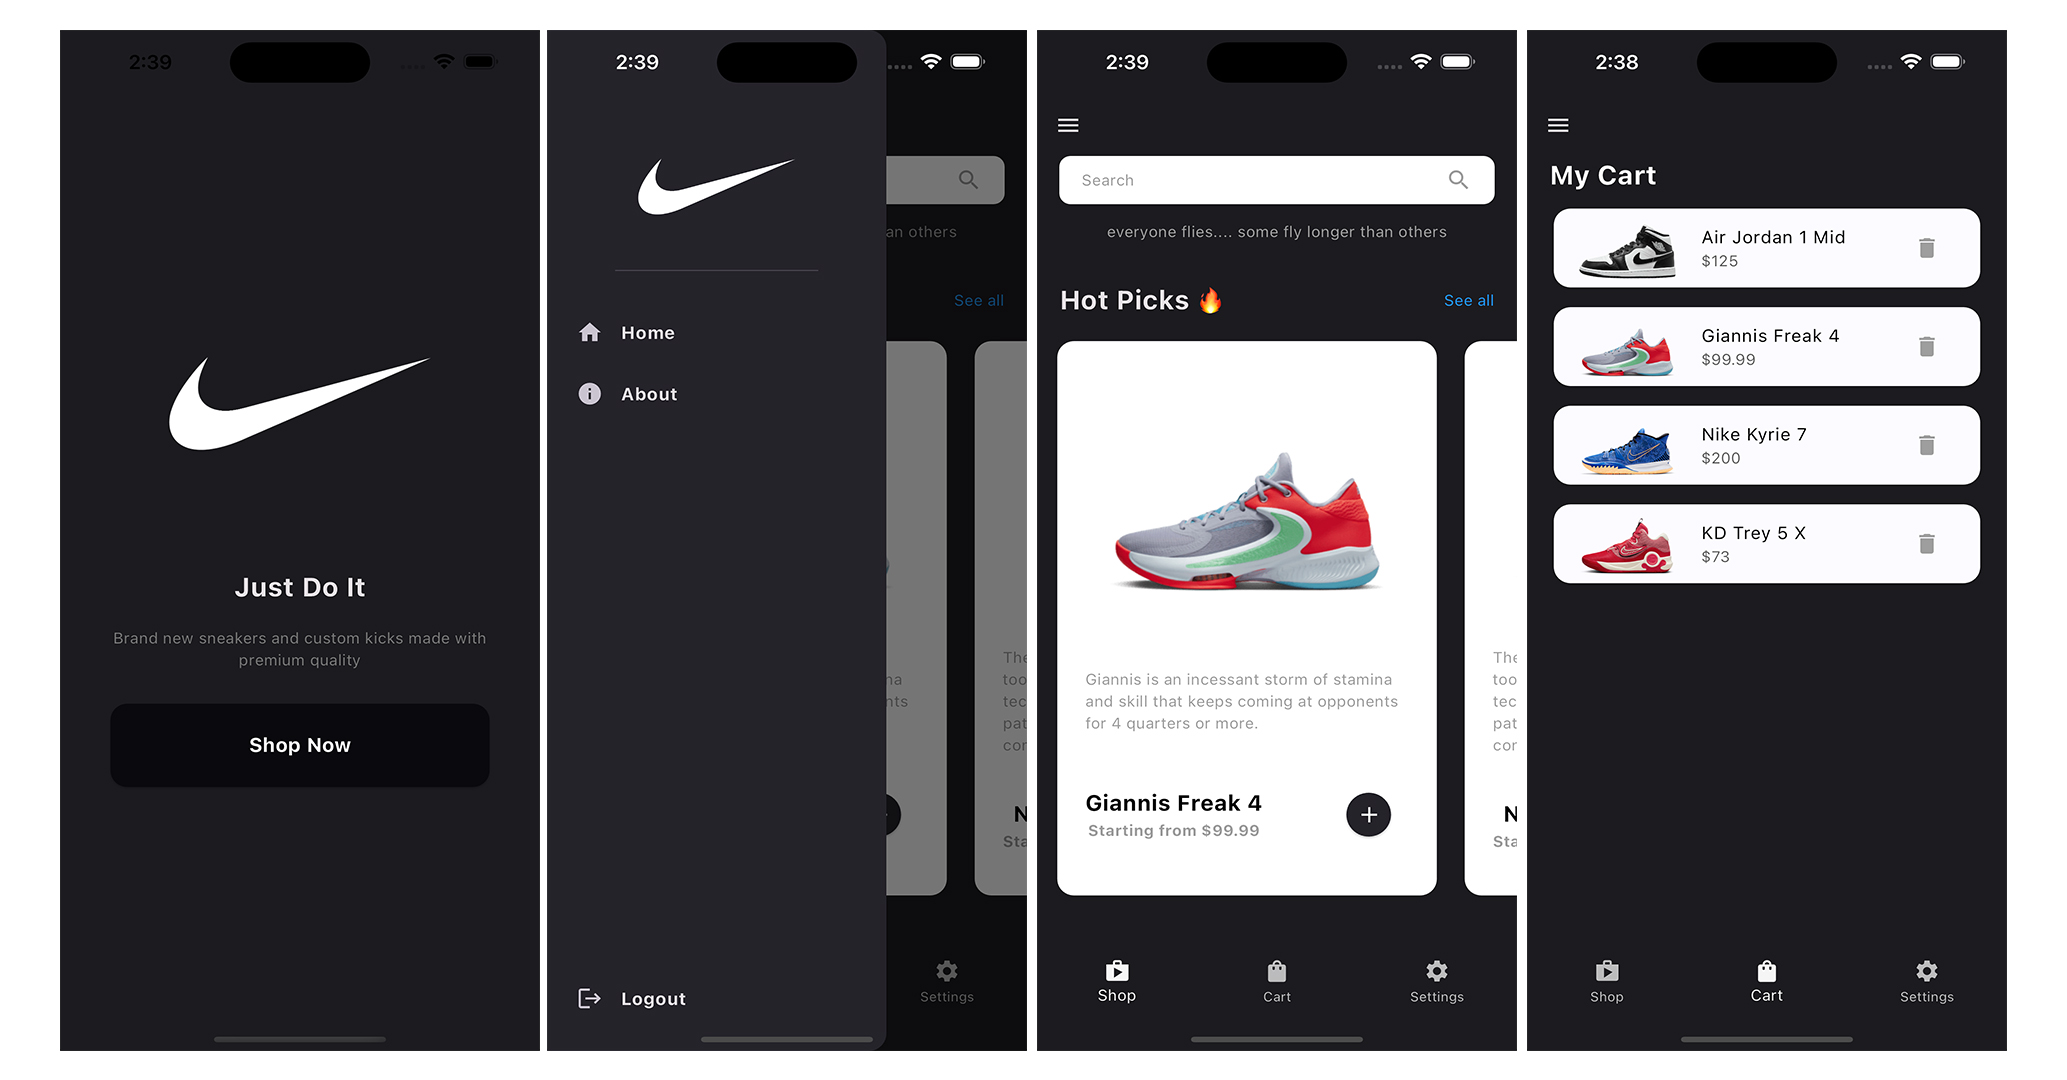 2:39
Just Do It
Brand new sneakers and custom kicks made with
premium quality
Shop Now
2:39
an others
See all
Home
About
na
nts
The
too
tec
pat
cor
N
Sta
Logout
Settings
2:39
Search
everyone flies.... some fly longer than others
Hot Picks 🔥
See all
Giannis is an incessant storm of stamina
and skill that keeps coming at opponents
for 4 quarters or more.
Giannis Freak 4
Starting from $99.99
The
too
tec
pat
cor
N
Sta
Shop
Cart
Settings
2:38
My Cart
Air Jordan 1 Mid
$125
Giannis Freak 4
$99.99
Nike Kyrie 7
$200
KD Trey 5 X
$73
Shop
Cart
Settings